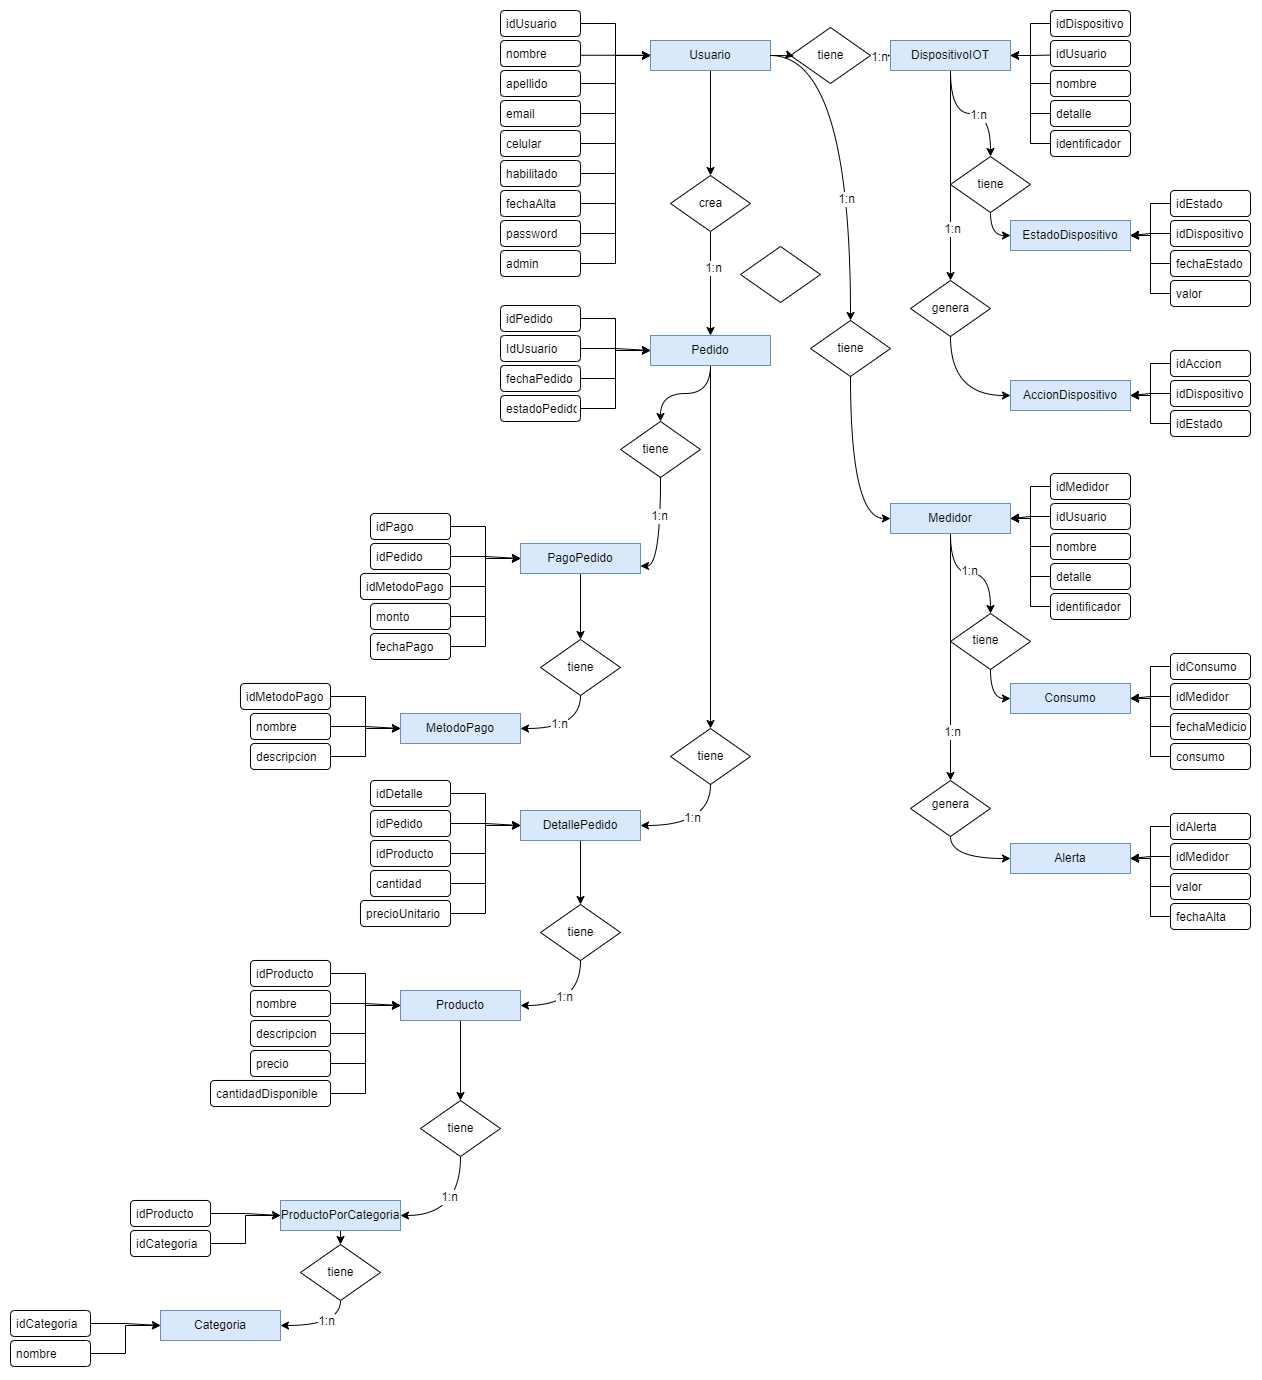 idUsuario
nombre
apellido
email
celular
habilitado
fechaAlta
password
admin
Usuario
tiene
1:n
DispositivoIOT
idDispositivo
idUsuario
nombre
detalle
identificador
1:n
tiene
EstadoDispositivo
idEstado
idDispositivo
fechaEstado
valor
crea
1:n
1:n
1:n
genera
AccionDispositivo
idAccion
idDispositivo
idEstado
idPedido
IdUsuario
fechaPedido
estadoPedido
Pedido
tiene
tiene
1:n
idPago
idPedido
idMetodoPago
monto
fechaPago
PagoPedido
tiene
1:n
idMetodoPago
nombre
descripcion
MetodoPago
Medidor
idMedidor
idUsuario
nombre
detalle
identificador
1:n
tiene
Consumo
idConsumo
idMedidor
fechaMedicio
consumo
1:n
genera
Alerta
idAlerta
idMedidor
valor
fechaAlta
tiene
1:n
idDetalle
idPedido
idProducto
cantidad
precioUnitario
DetallePedido
tiene
1:n
idProducto
nombre
descripcion
precio
cantidadDisponible
Producto
tiene
1:n
idProducto
idCategoria
ProductoPorCategoria
tiene
1:n
idCategoria
nombre
Categoria